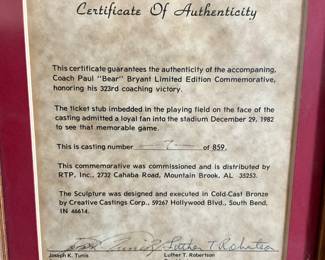 Certificate Of Authenticity
This certificate guarantees the authenticity of the accompaning,
Coach Paul "Bear" Bryant Limited Edition Commemorative,
honoring his 323rd coaching victory.
The ticket stub imbedded in the playing field on the face of the
casting admitted a loyal fan into the stadium December 29, 1982
to see that memorable game.
This is casting number of 859.
This commemorative was commissioned and is distributed by
RTP, Inc., 2732 Cahaba Road, Mountain Brook, AL 35253.
The Sculpture was designed and executed in Cold-Cast Bronze
by Creative Castings Corp., 59267 Hollywood Blvd., South Bend,
IN 46614.
Luther T. Robertson
Joseph K. Tunis Luther T. Robertson